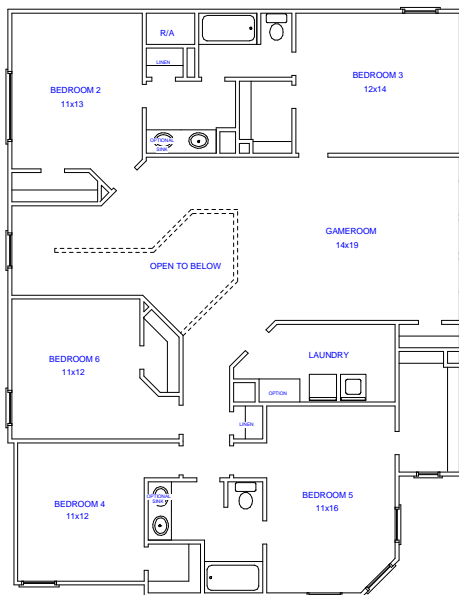 R/A
LINEN
BEDROOM 2
11x13
BEDROOM 3
12x14
OPTIONAL
SINK
GAMEROOM
14x19
OPEN TO BELOW
BEDROOM 6
11x12
LAUNDRY
OPTION
LINEN
BEDROOM 4
11x12
OPTIONAL
SINK
BEDROOM 5
11x16